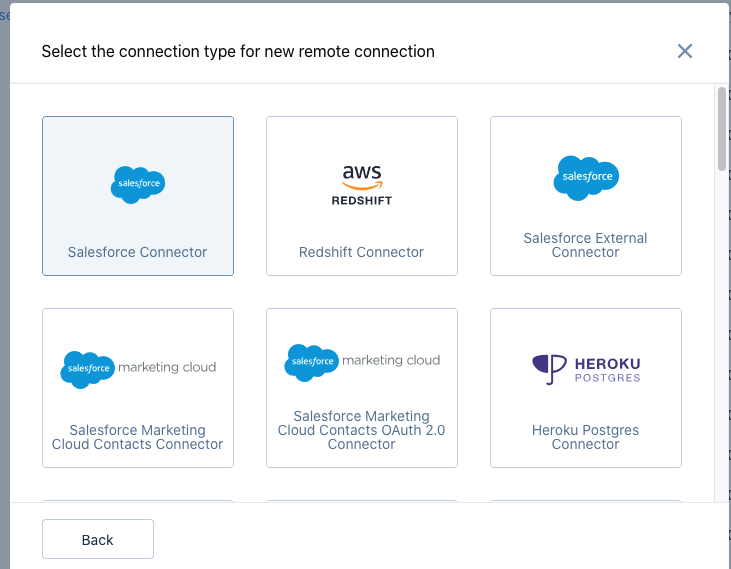 se
Select the connection type for new remote connection
salesforce
Salesforce Connector
aws
REDSHIFT
Redshift Connector
salesforce
Salesforce External
Connector
salesforce marketing cloud
Salesforce Marketing
Cloud Contacts Connector
salesforce marketing cloud
Salesforce Marketing
Cloud Contacts OAuth 2.0
Connector
HEROKU
POSTGRES
Heroku Postgres
Connector
Back